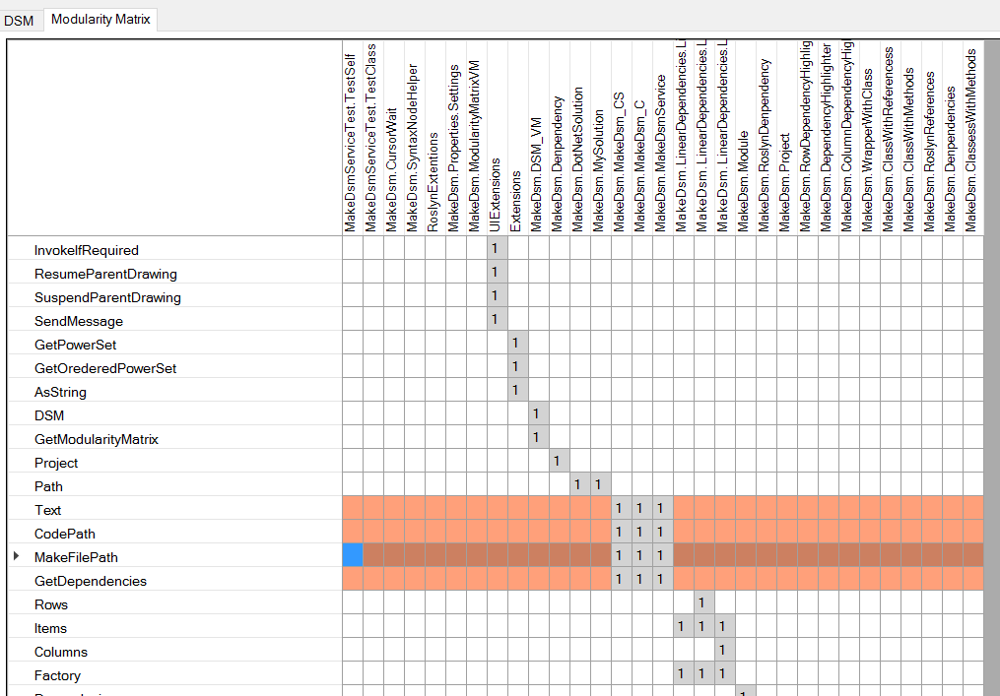 DSM
Modularity Matrix
MakeDsmServiceTest.TestSelf
MakeDsmServiceTest.TestClass
MakeDsm.CursorWait
MakeDsm.SyntaxNodeHelper
RoslynExtentions
MakeDsm.Properties.Settings
MakeDsm.ModularityMatrixVM
UIExtensions
Extensions
MakeDsm.DSM_VM
MakeDsm.Denpendency
MakeDsm.DotNetSolution
MakeDsm.MySolution
MakeDsm.MakeDsm_CS
MakeDsm.MakeDsm_C
MakeDsm.MakeDsmService
MakeDsm.LinearDependencies.Li
MakeDsm.LinearDependencies.L
MakeDsm.LinearDependencies.L
MakeDsm.Module
MakeDsm.RoslynDenpendency
MakeDsm.Project
MakeDsm.RowDependencyHighlig
MakeDsm.DependencyHighlighter
MakeDsm.ColumnDependencyHigl
MakeDsm.WrapperWithClass
MakeDsm.ClassWithReferencess
MakeDsm.ClassWithMethods
MakeDsm.RoslynReferences
MakeDsm.Denpendencies
MakeDsm.ClassessWithMethods
InvokeIfRequired 1
ResumeParentDrawing 1
SuspendParentDrawing 1
SendMessage 1
GetPowerSet 1
GetOrederedPowerSet 1
AsString 1
DSM 1
GetModularityMatrix 1
Project 1
Path 1 1
Text 1 1 1
CodePath 1 1 1
MakeFilePath 1 1 1
GetDependencies 1 1 1
Rows 1
Items 1 1 1
Columns 1
Factory 1 1 1
1